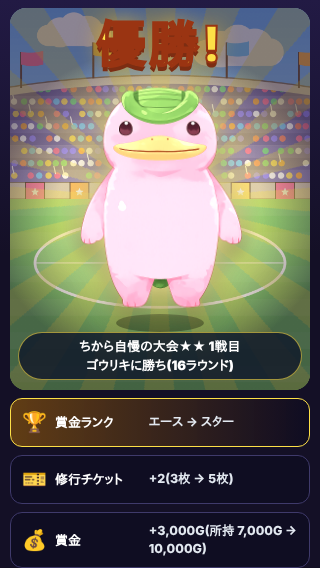 優勝!
ちから自慢の大会★★ 1戦目
ゴウリキに勝ち(16ラウンド)
賞金ランク エース → スター
修行チケット +2(3枚 → 5枚)
賞金 +3,000G(所持 7,000G →
10,000G)